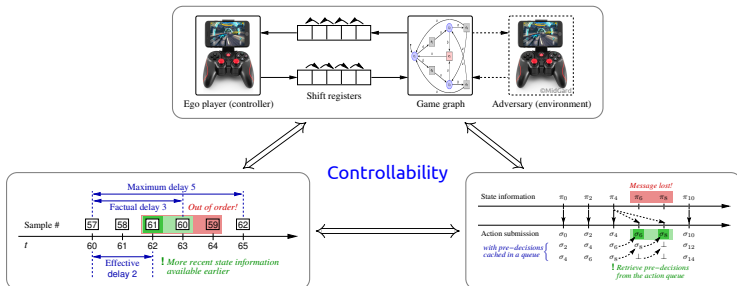 Ego player (controller)
Shift registers
Game graph
Adversary (environment)
©MidCard
Controllability
Maximum delay 5
Factual delay 3
Out of order!
Sample # 57 58 61 60 59 62
t 60 61 62 63 64 65
Effective
delay 2
! More recent state information
available earlier
Message lost!
State information π0 π2 π4 π6 π8 π10
Action submission σ0 σ2 σ4 σ6 σ8 σ10
with pre-decisions
cached in a queue
σ2 σ4 σ6 σ8 ⊥ σ12
σ4 σ6 σ8 ⊥ ⊥ σ14
! Retrieve pre-decisions
from the action queue